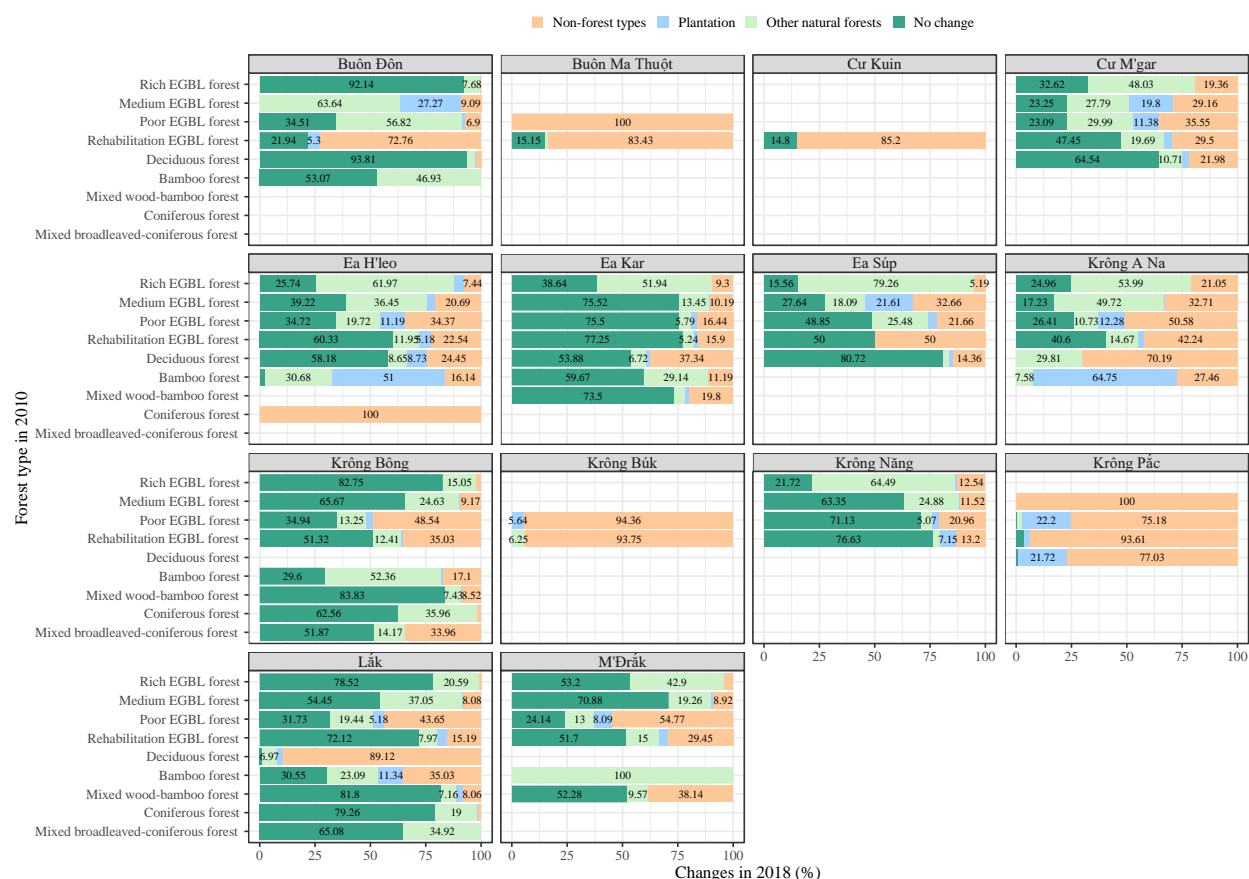 Non-forest types Plantation Other natural forests No change
Buôn Đôn Buôn Ma Thuột Cư Kuin Cư M'gar
Rich EGBL forest 92.14 7.68 32.62 48.03 19.36
Medium EGBL forest 63.64 27.27 9.09 23.25 27.79 19.8 29.16
Poor EGBL forest 34.51 56.82 6.9 100 23.09 29.99 11.38 35.55
Rehabilitation EGBL forest 21.94 5.3 72.76 15.15 83.43 14.8 85.2 47.45 19.69 29.5
Deciduous forest 93.81 64.54 10.71 21.98
Bamboo forest 53.07 46.93
Mixed wood-bamboo forest
Coniferous forest
Mixed broadleaved-coniferous forest
Ea H'leo Ea Kar Ea Súp Krông A Na
Rich EGBL forest 25.74 61.97 7.44 38.64 51.94 9.3 15.56 79.26 5.19 24.96 53.99 21.05
Medium EGBL forest 39.22 36.45 20.69 75.52 13.45 10.19 27.64 18.09 21.61 32.66 17.23 49.72 32.71
Poor EGBL forest 34.72 19.72 11.19 34.37 75.5 5.79 16.44 48.85 25.48 21.66 26.41 10.73 12.28 50.58
Rehabilitation EGBL forest 60.33 11.95 5.18 22.54 77.25 5.24 15.9 50 50 40.6 14.67 42.24
Deciduous forest 58.18 8.65 8.73 24.45 53.88 6.72 37.34 80.72 14.36 29.81 70.19
Bamboo forest 30.68 51 16.14 59.67 29.14 11.19 7.58 64.75 27.46
Mixed wood-bamboo forest 73.5 19.8
Coniferous forest 100
Mixed broadleaved-coniferous forest
Forest type in 2010
Krông Bông Krông Búk Krông Năng Krông Pắc
Rich EGBL forest 82.75 15.05 21.72 64.49 12.54
Medium EGBL forest 65.67 24.63 9.17 63.35 24.88 11.52 100
Poor EGBL forest 34.94 13.25 48.54 5.64 94.36 71.13 5.07 20.96 22.2 75.18
Rehabilitation EGBL forest 51.32 12.41 35.03 6.25 93.75 76.63 7.15 13.2 93.61
Deciduous forest 21.72 77.03
Bamboo forest 29.6 52.36 17.1
Mixed wood-bamboo forest 83.83 7.43 8.52
Coniferous forest 62.56 35.96
Mixed broadleaved-coniferous forest 51.87 14.17 33.96
0 25 50 75 100 0 25 50 75 100
Lắk M'Đrắk
Rich EGBL forest 78.52 20.59 53.2 42.9
Medium EGBL forest 54.45 37.05 8.08 70.88 19.26 8.92
Poor EGBL forest 31.73 19.44 5.18 43.65 24.14 13 8.09 54.77
Rehabilitation EGBL forest 72.12 7.97 15.19 51.7 15 29.45
Deciduous forest 6.97 89.12
Bamboo forest 30.55 23.09 11.34 35.03 100
Mixed wood-bamboo forest 81.8 7.16 8.06 52.28 9.57 38.14
Coniferous forest 79.26 19
Mixed broadleaved-coniferous forest 65.08 34.92
0 25 50 75 100 0 25 50 75 100
Changes in 2018 (%)